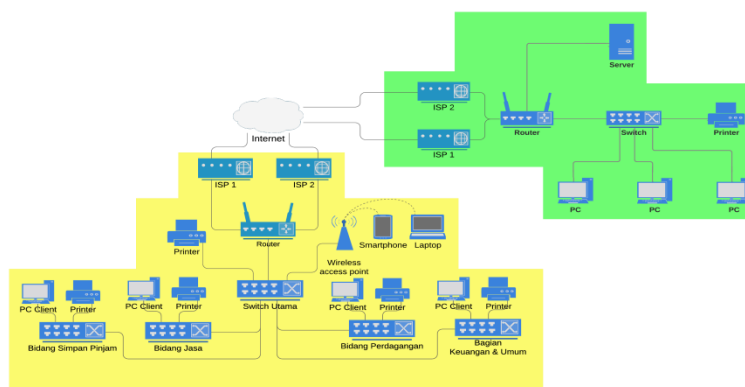 Server
ISP 2
Router
Switch
Printer
Internet
ISP 1
PC
PC
PC
ISP 1
ISP 2
Printer
Router
Smartphone
Laptop
Wireless
access point
PC Client
Printer
PC Client
Printer
Switch Utama
PC Client
Printer
PC Client
Printer
Bidang Simpan Pinjam
Bidang Jasa
Bidang Perdagangan
Bagian
Keuangan & Umum